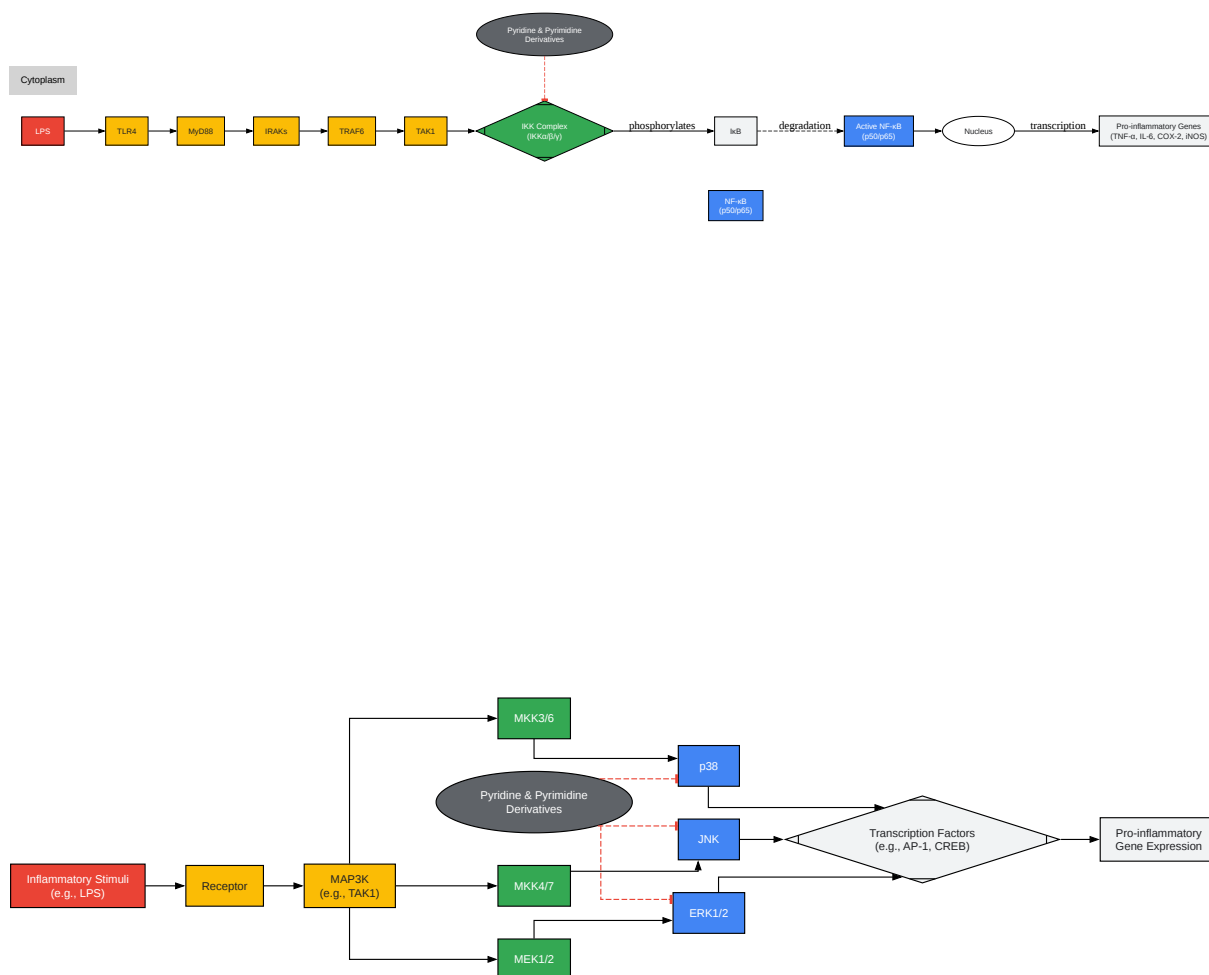 Pyridine & Pyrimidine
Derivatives
Cytoplasm
LPS
TLR4
MyD88
IRAKs
TRAF6
TAK1
IKK Complex
(IKKα/β/γ)
phosphorylates
IκB
degradation
Active NF-κB
(p50/p65)
Nucleus
transcription
Pro-inflammatory Genes
(TNF-α, IL-6, COX-2, iNOS)
NF-κB
(p50/p65)
MKK3/6
p38
Pyridine & Pyrimidine
Derivatives
JNK
Transcription Factors
(e.g., AP-1, CREB)
Pro-inflammatory
Gene Expression
Inflammatory Stimuli
(e.g., LPS)
Receptor
MAP3K
(e.g., TAK1)
MKK4/7
ERK1/2
MEK1/2